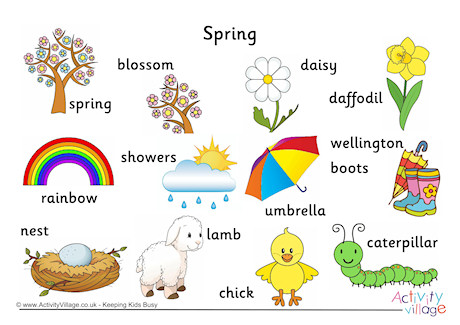 Spring
blossom
daisy
spring
daffodil
showers
wellington
boots
rainbow
umbrella
nest
lamb
caterpillar
chick
© www.ActivityVillage.co.uk - Keeping Kids Busy
Activity
village